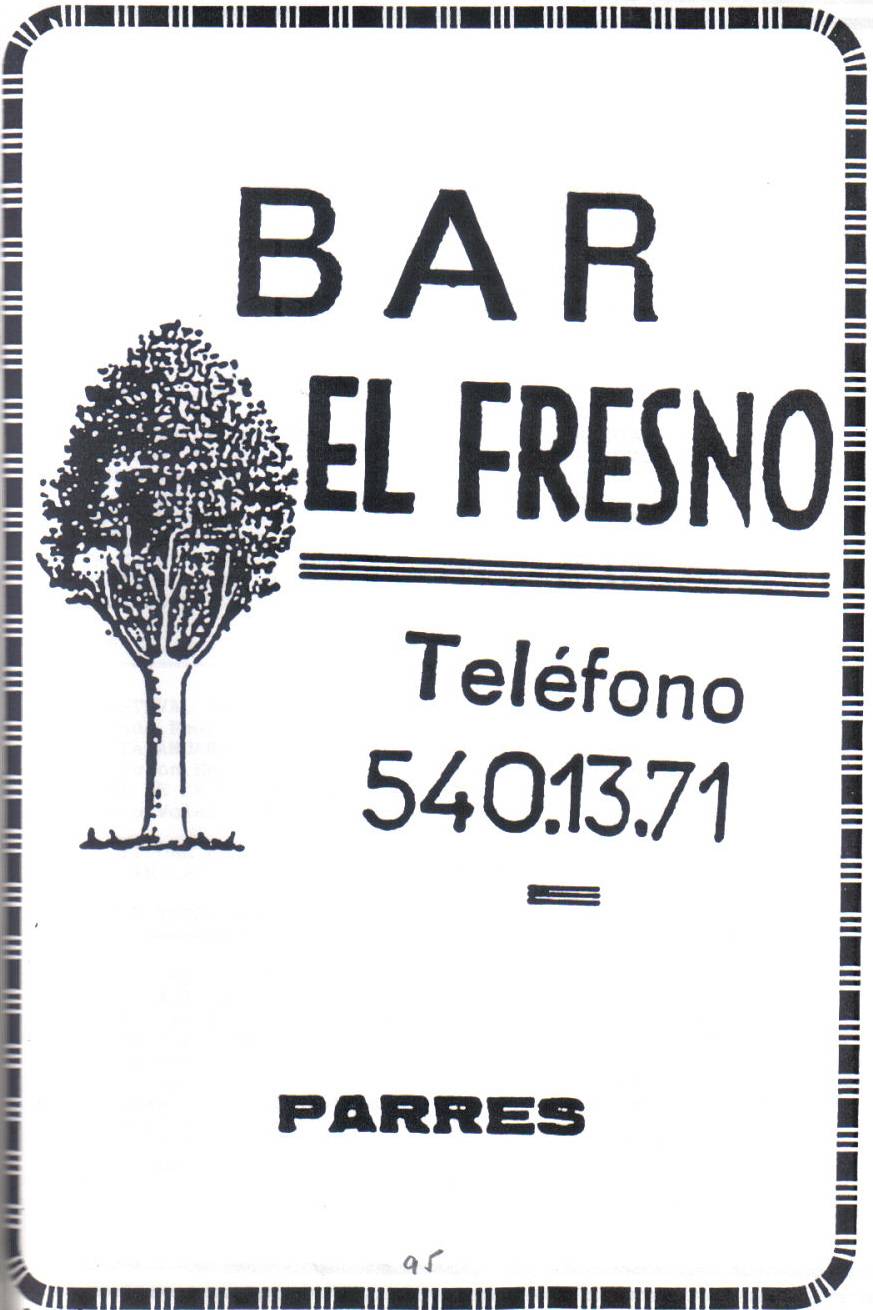 BAR
EL FRESNO
Teléfono
540.13.71
PARRES
95